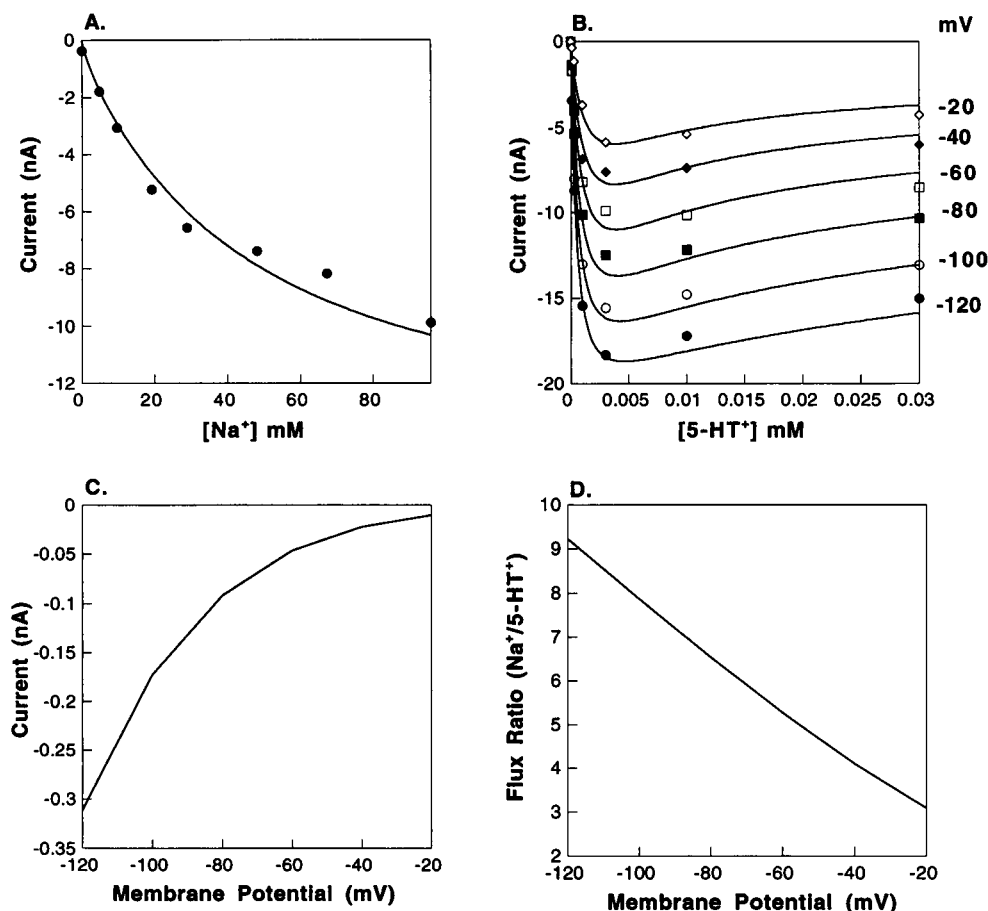 A.
0
-2
-4
-6
-8
-10
-12
Current (nA)
0 20 40 60 80
[Na⁺] mM
B.
mV
0
-5
-10
-15
-20
Current (nA)
-20
-40
-60
-80
-100
-120
0 0.005 0.01 0.015 0.02 0.025 0.03
[5-HT⁺] mM
C.
0
-0.05
-0.1
-0.15
-0.2
-0.25
-0.3
-0.35
Current (nA)
-120 -100 -80 -60 -40 -20
Membrane Potential (mV)
D.
10
9
8
7
6
5
4
3
2
Flux Ratio (Na⁺/5-HT⁺)
-120 -100 -80 -60 -40 -20
Membrane Potential (mV)